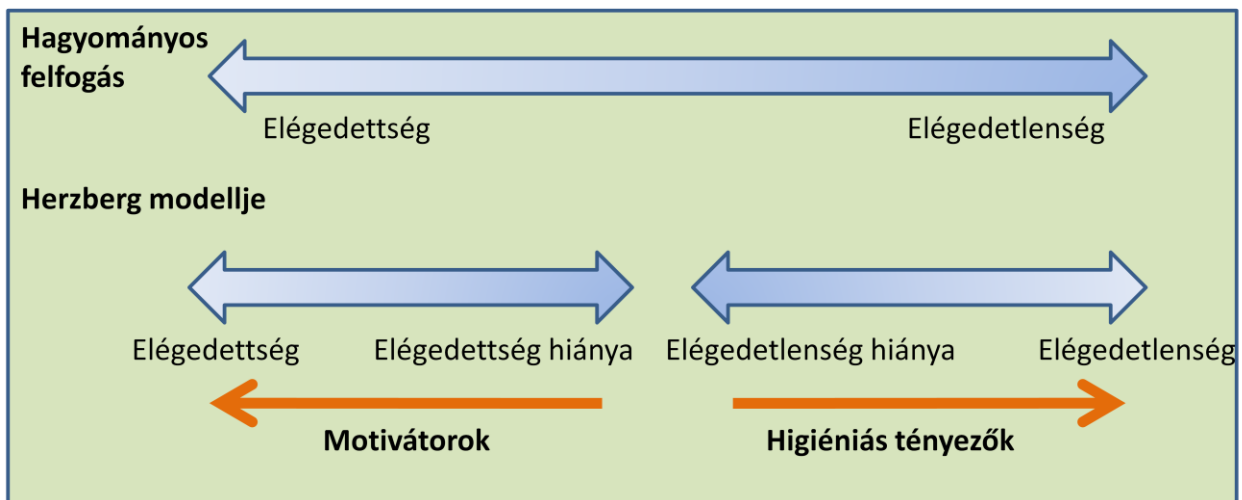 Hagyományos
felfogás
Elégedettség
Elégedetlenség
Herzberg modellje
Elégedettség
Elégedettség hiánya
Elégedetlenség hiánya
Elégedetlenség
Motivátorok
Higiéniás tényezők